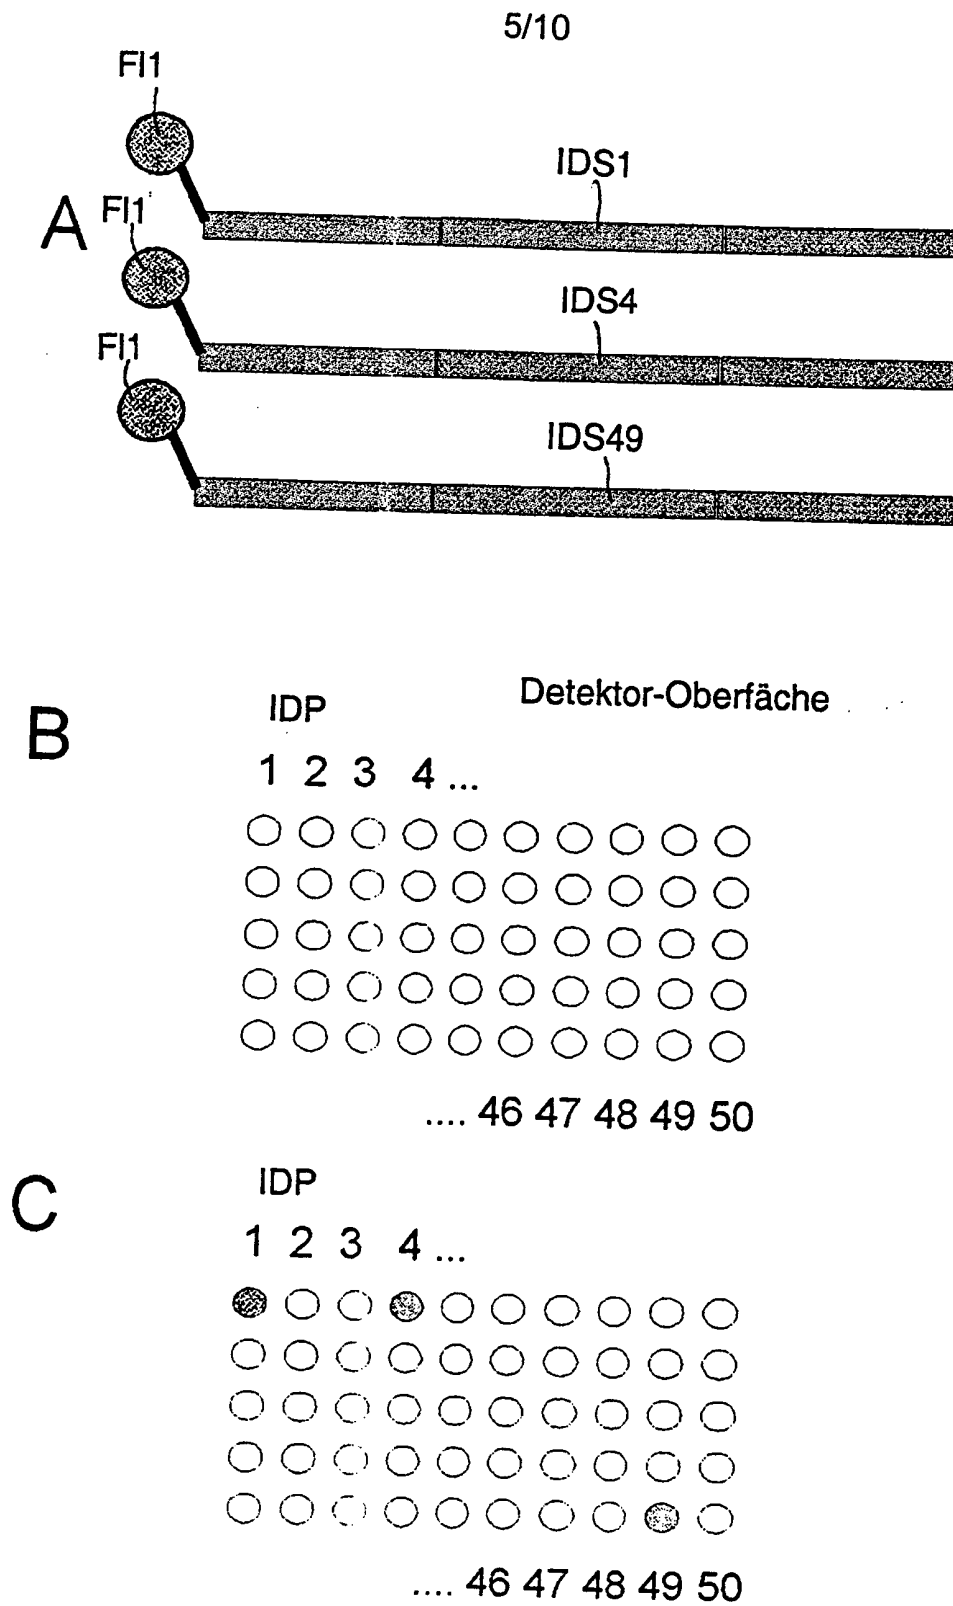 5/10
Fl1
IDS1
A
Fl1
IDS4
Fl1
IDS49
B
IDP
Detektor-Oberfäche
1 2 3 4 ...
.... 46 47 48 49 50
C
IDP
1 2 3 4 ...
.... 46 47 48 49 50